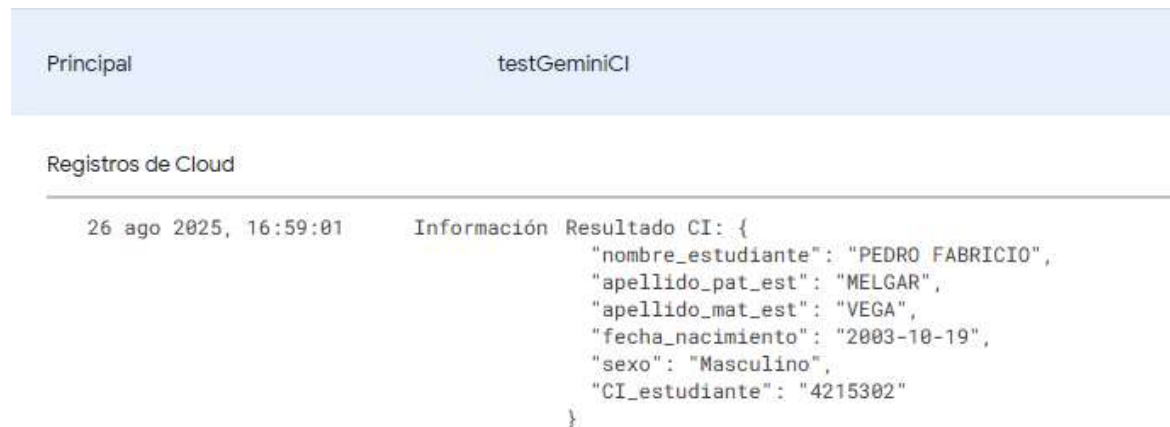 Principal testGeminiCI
Registros de Cloud
26 ago 2025, 16:59:01 Información Resultado CI: {
"nombre_estudiante": "PEDRO FABRICIO",
"apellido_pat_est": "MELGAR",
"apellido_mat_est": "VEGA",
"fecha_nacimiento": "2003-10-19",
"sexo": "Masculino",
"CI_estudiante": "4215302"
}